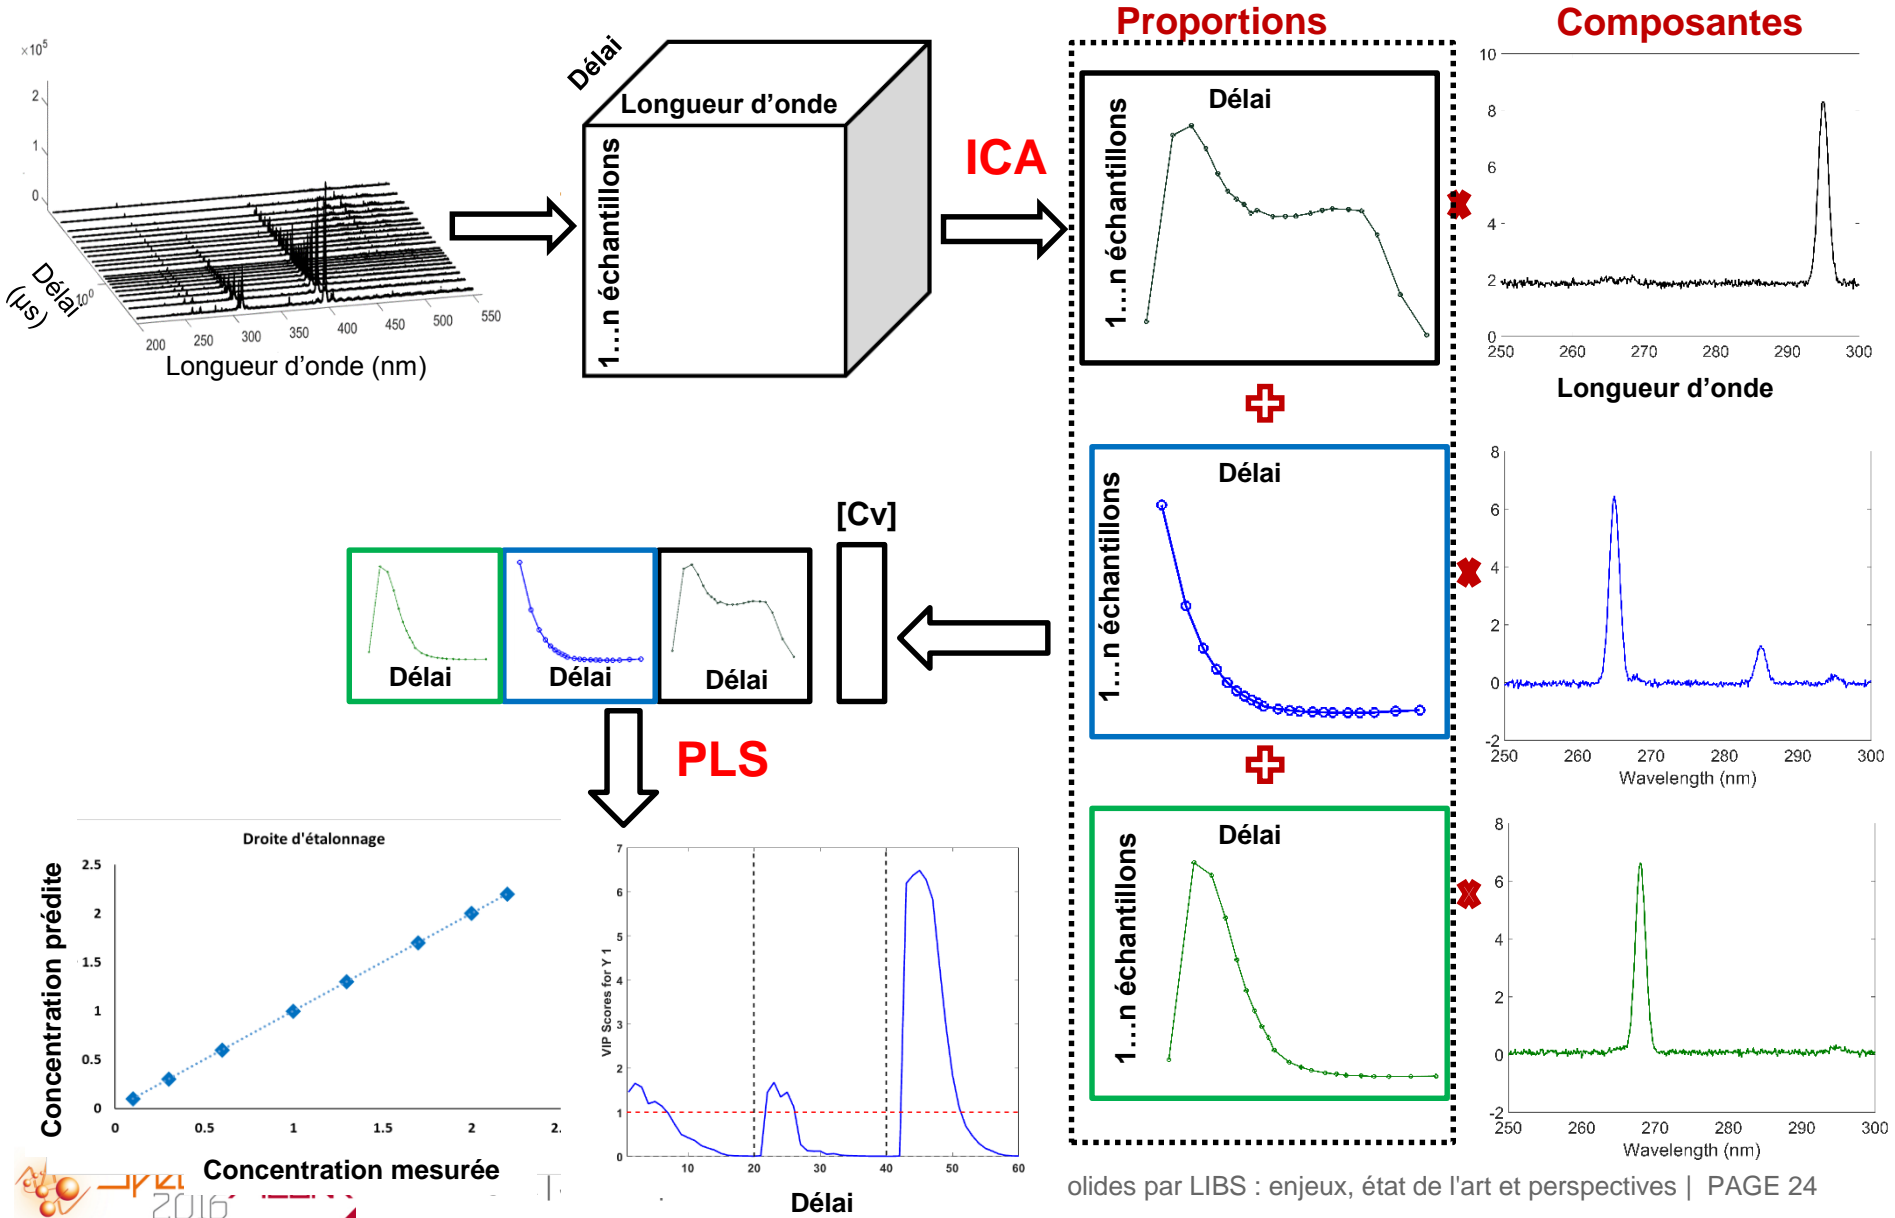 ×10⁵
2
1
0
Délai
(µs)
10⁰
200 250 300 350 400 450 500 550
Longueur d'onde (nm)
Délai
Longueur d'onde
1…n échantillons
ICA
Proportions
Délai
1…n échantillons
Composantes
10
8
6
4
2
0
250 260 270 280 290 300
Longueur d'onde
Délai
1…n échantillons
8
6
4
2
0
-2
250 260 270 280 290 300
Wavelength (nm)
Délai
1…n échantillons
8
6
4
2
0
-2
250 260 270 280 290 300
Wavelength (nm)
[Cv]
Délai
Délai
Délai
PLS
Droite d'étalonnage
Concentration prédite
2.5
2
1.5
1
0.5
0
0 0.5 1 1.5 2 2.
Concentration mesurée
VIP Scores for Y 1
7
6
5
4
3
2
1
0
10 20 30 40 50 60
Délai
2016
olides par LIBS : enjeux, état de l'art et perspectives | PAGE 24